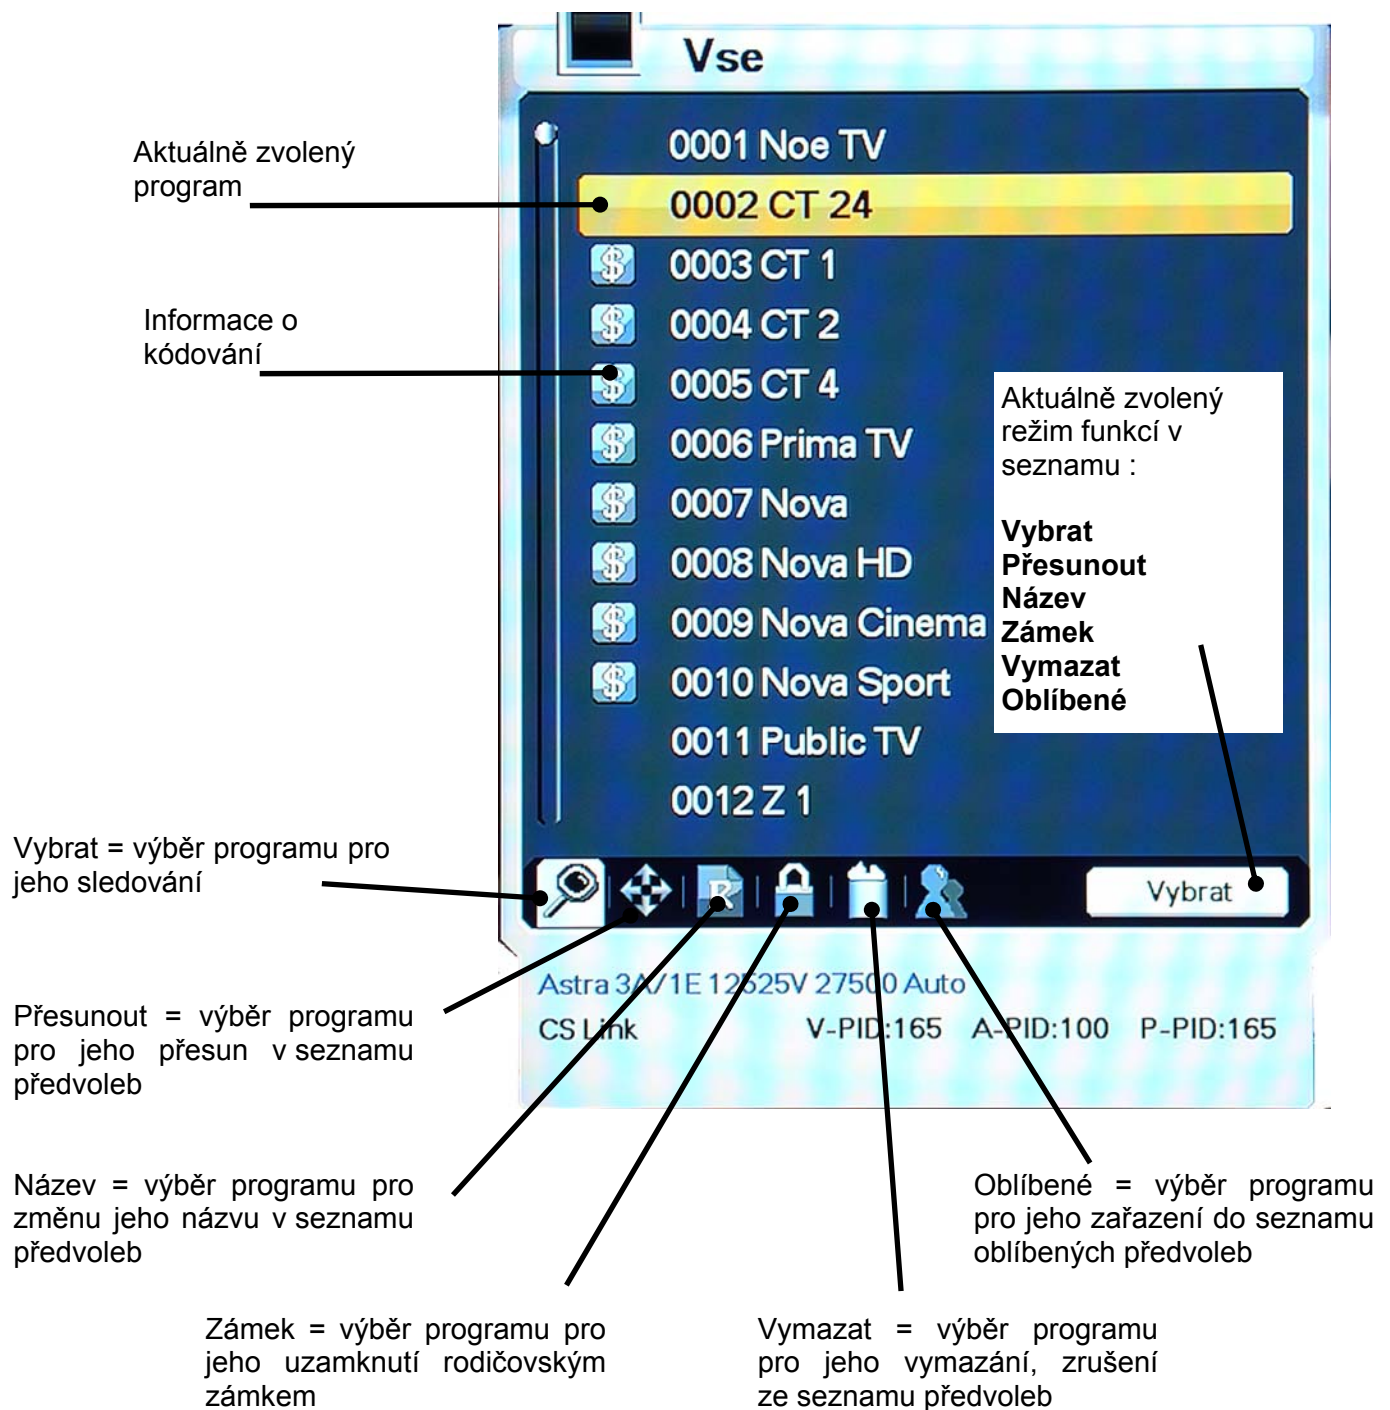 Vse
0001 Noe TV
Aktuálně zvolený
program
0002 CT 24
0003 CT 1
Informace o
kódování
0004 CT 2
0005 CT 4
0006 Prima TV
0007 Nova
0008 Nova HD
0009 Nova Cinema
0010 Nova Sport
0011 Public TV
0012 Z 1
Aktuálně zvolený
režim funkcí v
seznamu :
Vybrat
Přesunout
Název
Zámek
Vymazat
Oblíbené
Vybrat = výběr programu pro
jeho sledování
Vybrat
Astra 3A/1E 12525V 27500 Auto
CS Link V-PID:165 A-PID:100 P-PID:165
Přesunout = výběr programu
pro jeho přesun v seznamu
předvoleb
Název = výběr programu pro
změnu jeho názvu v seznamu
předvoleb
Oblíbené = výběr programu
pro jeho zařazení do seznamu
oblíbených předvoleb
Zámek = výběr programu pro
jeho uzamknutí rodičovským
zámkem
Vymazat = výběr programu
pro jeho vymazání, zrušení
ze seznamu předvoleb